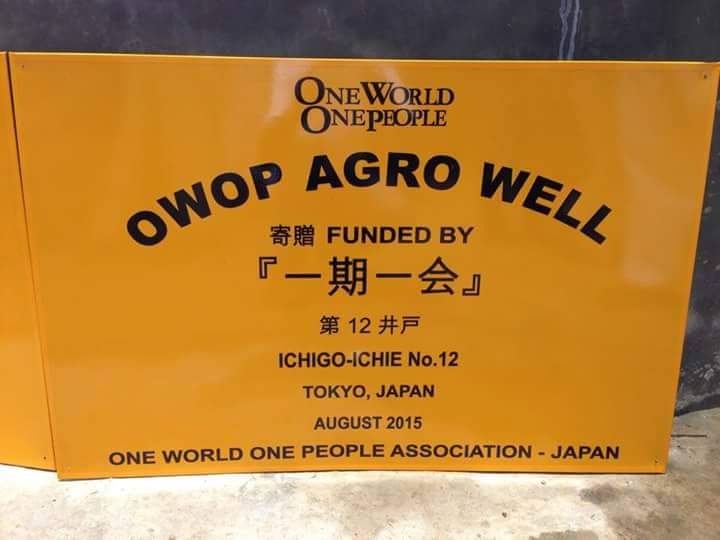 ONE WORLD
ONE PEOPLE
OWOP AGRO WELL
寄贈 FUNDED BY
『一期一会』
第 12 井戸
ICHIGO-ICHIE No.12
TOKYO, JAPAN
AUGUST 2015
ONE WORLD ONE PEOPLE ASSOCIATION - JAPAN